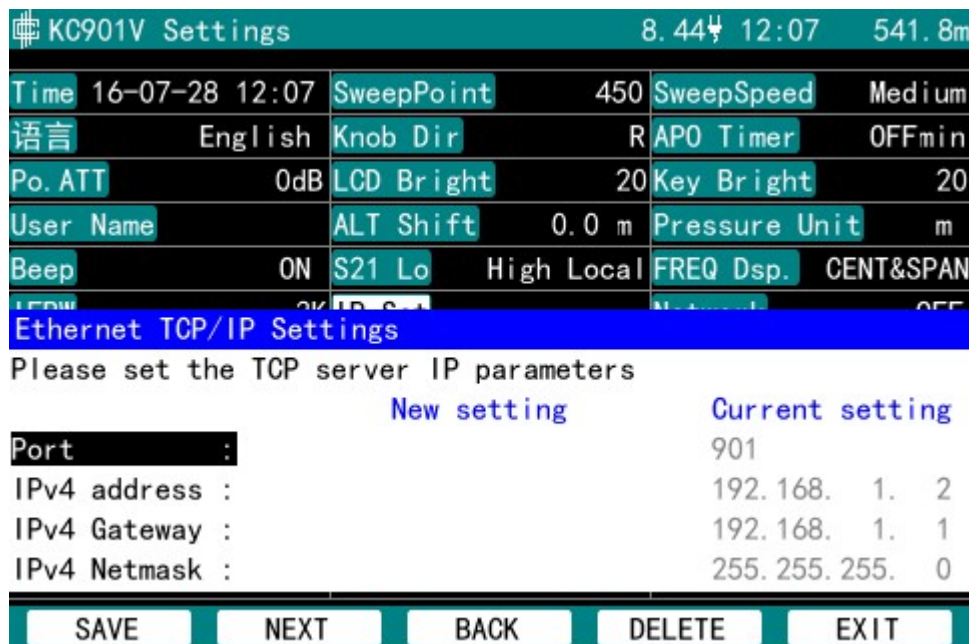 KC901V Settings 8.44 12:07 541.8m
Time 16-07-28 12:07 SweepPoint 450 SweepSpeed Medium
语言 English Knob Dir R APO Timer OFFmin
Po.ATT 0dB LCD Bright 20 Key Bright 20
User Name ALT Shift 0.0 m Pressure Unit m
Beep ON S21 Lo High Local FREQ Dsp. CENT&SPAN
Ethernet TCP/IP Settings
Please set the TCP server IP parameters
New setting Current setting
Port : 901
IPv4 address : 192.168. 1. 2
IPv4 Gateway : 192.168. 1. 1
IPv4 Netmask : 255.255.255. 0
SAVE NEXT BACK DELETE EXIT